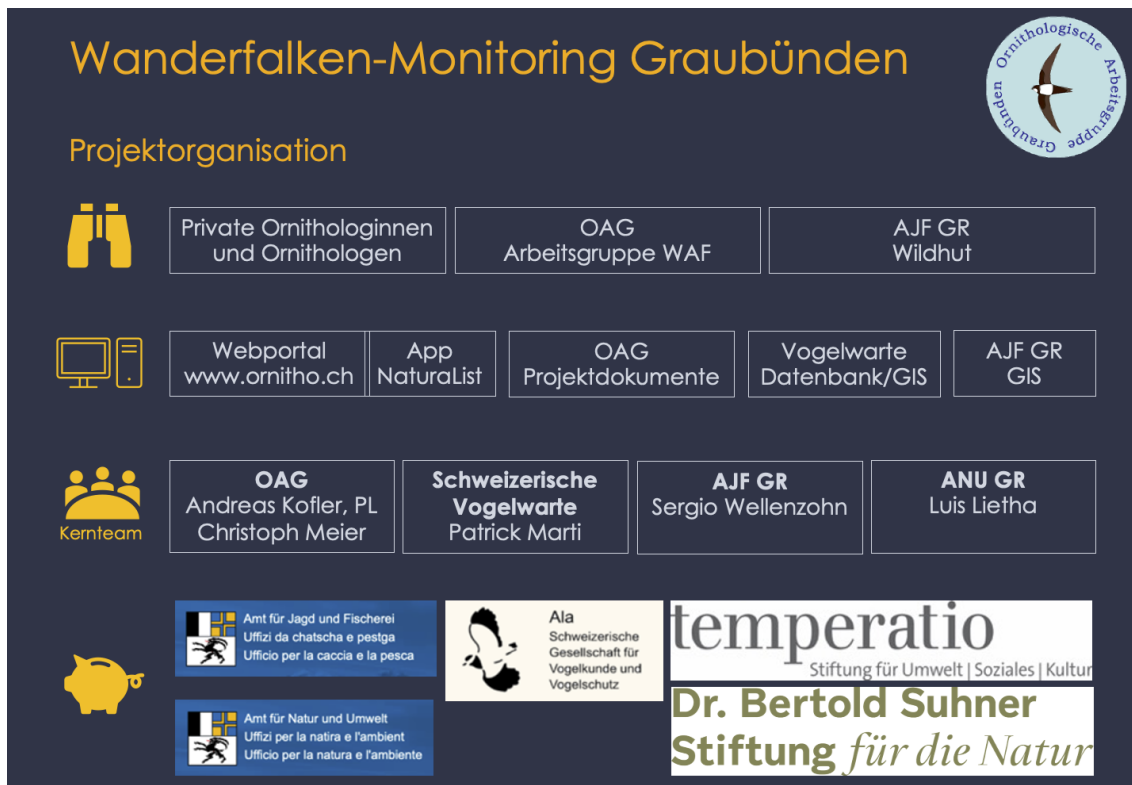 Wanderfalken-Monitoring Graubünden
Ornithologische Arbeitsgruppe Graubünden
Projektorganisation
Private Ornithologinnen
und Ornithologen
OAG
Arbeitsgruppe WAF
AJF GR
Wildhut
Webportal
www.ornitho.ch
App
NaturaList
OAG
Projektdokumente
Vogelwarte
Datenbank/GIS
AJF GR
GIS
Kernteam
OAG
Andreas Kofler, PL
Christoph Meier
Schweizerische
Vogelwarte
Patrick Marti
AJF GR
Sergio Wellenzohn
ANU GR
Luis Lietha
Amt für Jagd und Fischerei
Uffizi da chatscha e pestga
Ufficio per la caccia e la pesca
Ala
Schweizerische
Gesellschaft für
Vogelkunde und
Vogelschutz
temperatio
Stiftung für Umwelt | Soziales | Kultur
Amt für Natur und Umwelt
Uffizi per la natira e l'ambient
Ufficio per la natura e l'ambiente
Dr. Bertold Suhner
Stiftung für die Natur